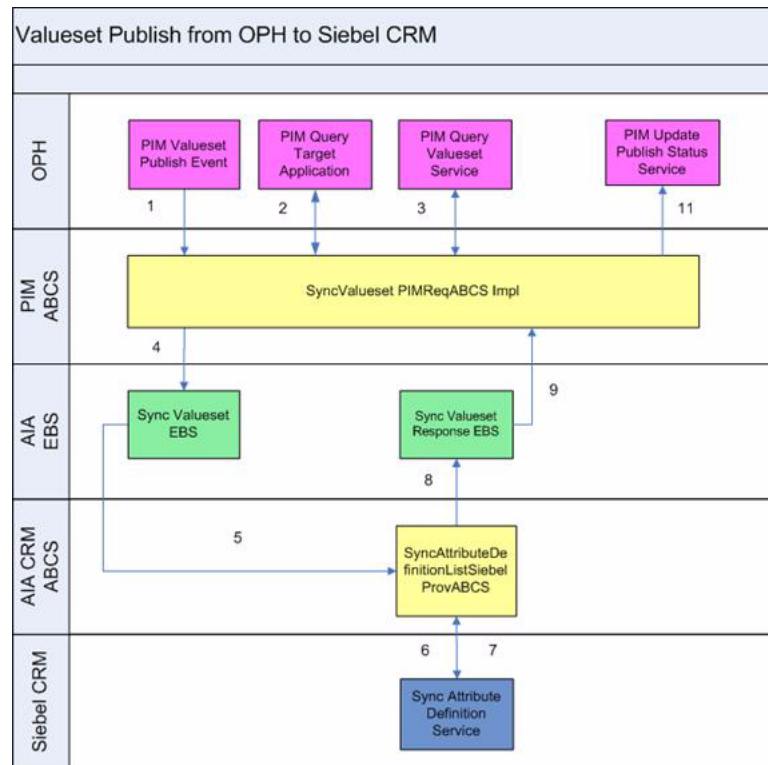 Valueset Publish from OPH to Siebel CRM
OPH
PIM Valueset
Publish Event
PIM Query
Target
Application
PIM Query
Valueset
Service
PIM Update
Publish Status
Service
1
2
3
11
PIM
ABCS
SyncValueset PIMReqABCS Impl
4
9
AIA
EBS
Sync Valueset
EBS
Sync Valueset
Response EBS
8
AIA CRM
ABCS
5
SyncAttributeDe
finitionListSiebel
ProvABCS
6
7
Siebel CRM
Sync Attribute
Definition
Service